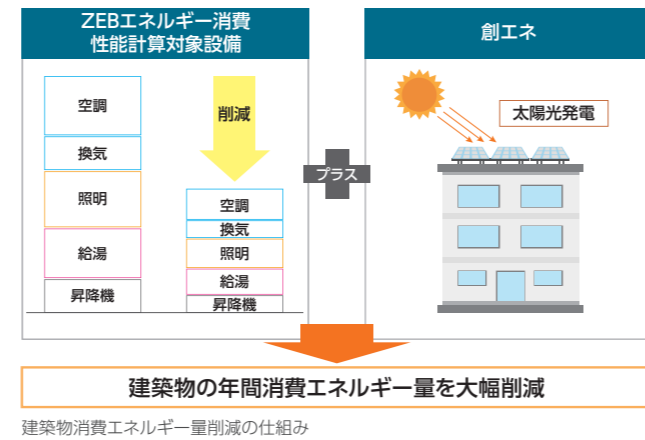 ZEBエネルギー消費
性能計算対象設備
空調
換気
照明
給湯
昇降機
削減
空調
換気
照明
給湯
昇降機
プラス
創エネ
太陽光発電
建築物の年間消費エネルギー量を大幅削減
建築物消費エネルギー量削減の仕組み